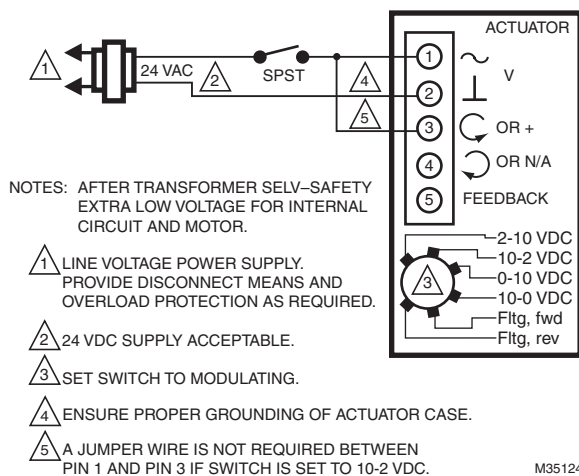 ACTUATOR
1
24 VAC
2
SPST
4
5
1
2
3
4
5
V
OR +
OR N/A
FEEDBACK
NOTES: AFTER TRANSFORMER SELV–SAFETY
EXTRA LOW VOLTAGE FOR INTERNAL
CIRCUIT AND MOTOR.
1 LINE VOLTAGE POWER SUPPLY.
PROVIDE DISCONNECT MEANS AND
OVERLOAD PROTECTION AS REQUIRED.
2 24 VDC SUPPLY ACCEPTABLE.
3 SET SWITCH TO MODULATING.
4 ENSURE PROPER GROUNDING OF ACTUATOR CASE.
5 A JUMPER WIRE IS NOT REQUIRED BETWEEN
PIN 1 AND PIN 3 IF SWITCH IS SET TO 10-2 VDC.
3
2-10 VDC
10-2 VDC
0-10 VDC
10-0 VDC
Fltg, fwd
Fltg, rev
M35124